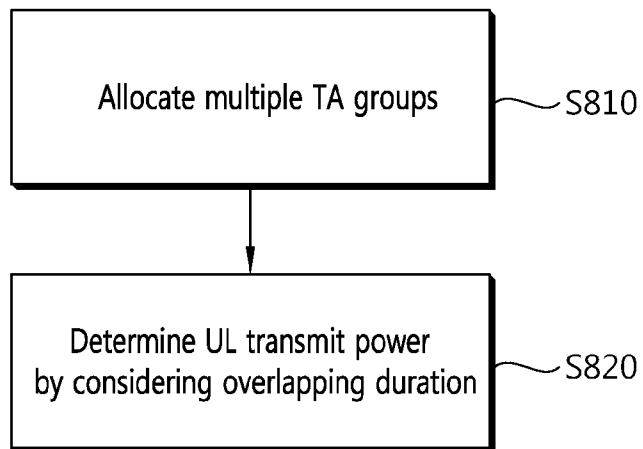 Allocate multiple TA groups
S810
Determine UL transmit power
by considering overlapping duration
S820